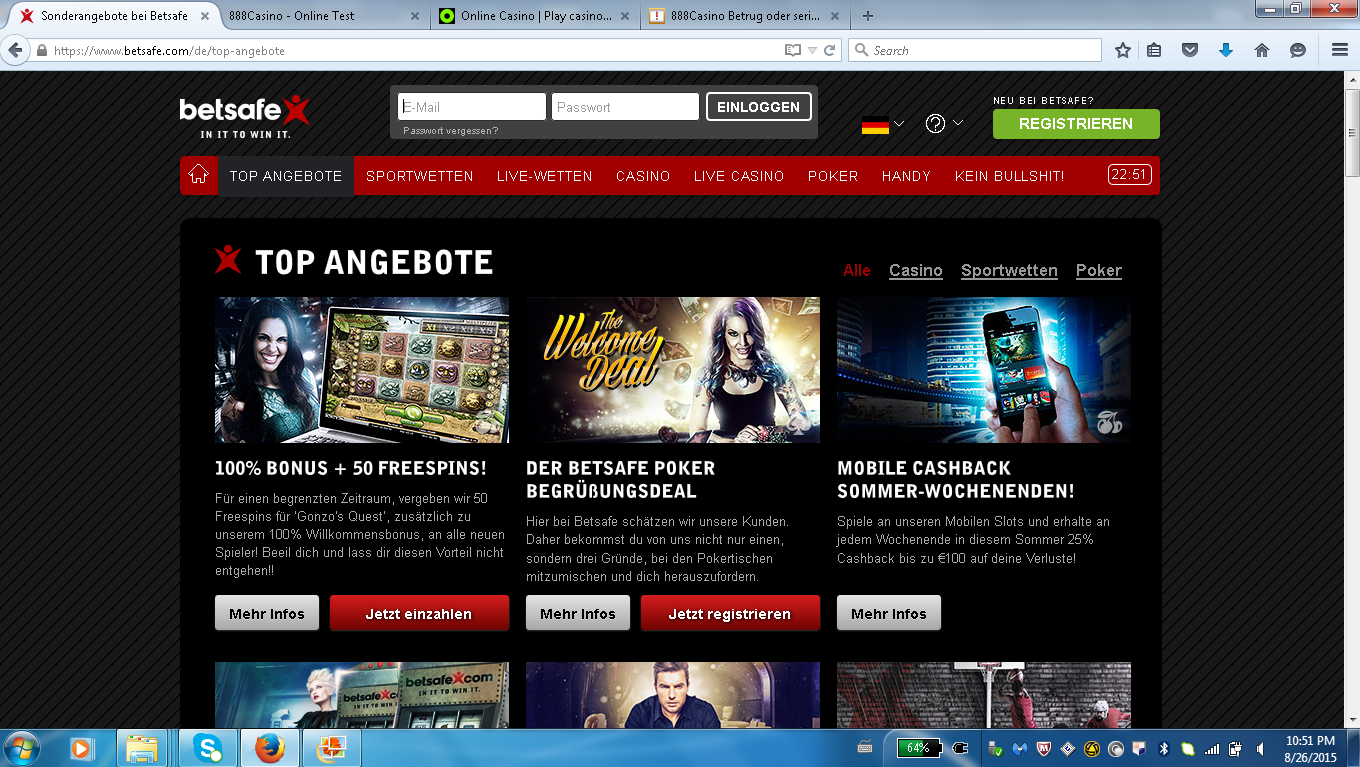 Sonderangebote bei Betsafe
888Casino - Online Test
Online Casino | Play casino...
888Casino Betrug oder seri...
https://www.betsafe.com/de/top-angebote
Search
betsafe
IN IT TO WIN IT.
E-Mail
Passwort
EINLOGGEN
Passwort vergessen?
NEU BEI BETSAFE?
REGISTRIEREN
TOP ANGEBOTE
SPORTWETTEN
LIVE-WETTEN
CASINO
LIVE CASINO
POKER
HANDY
KEIN BULLSHIT!
22:51
TOP ANGEBOTE
Alle
Casino
Sportwetten
Poker
The
Welcome
Deal
100% BONUS + 50 FREESPINS!
Für einen begrenzten Zeitraum, vergeben wir 50
Freespins für 'Gonzo's Quest', zusätzlich zu
unserem 100% Willkommensbonus, an alle neuen
Spieler! Beeil dich und lass dir diesen Vorteil nicht
entgehen!!
Mehr Infos
Jetzt einzahlen
DER BETSAFE POKER
BEGRÜßUNGSDEAL
Hier bei Betsafe schätzen wir unsere Kunden.
Daher bekommst du von uns nicht nur einen,
sondern drei Gründe, bei den Pokertischen
mitzumischen und dich herauszufordern.
Mehr Infos
Jetzt registrieren
MOBILE CASHBACK
SOMMER-WOCHENENDEN!
Spiele an unseren Mobilen Slots und erhalte an
jedem Wochenende in diesem Sommer 25%
Cashback bis zu €100 auf deine Verluste!
Mehr Infos
betsafe.com
IN IT TO WIN IT.
64%
10:51 PM
8/26/2015